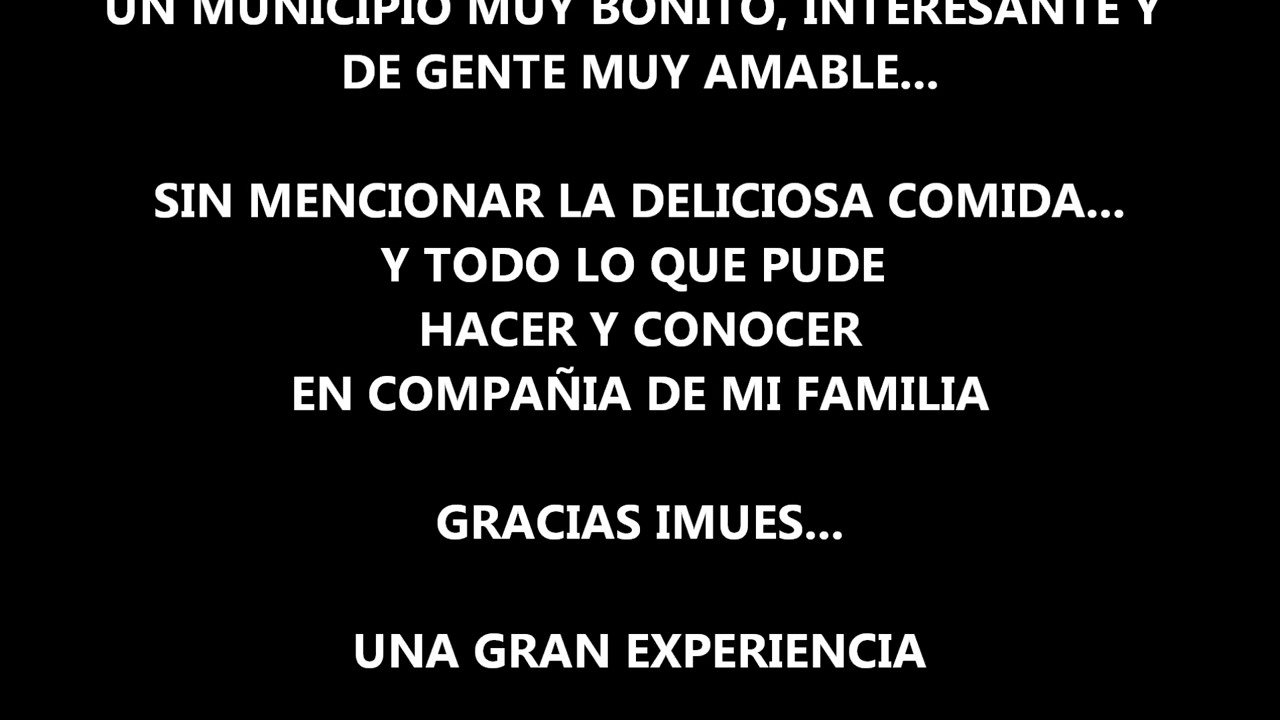 UN MUNICIPIO MUY BONITO, INTERESANTE Y
DE GENTE MUY AMABLE...
SIN MENCIONAR LA DELICIOSA COMIDA...
Y TODO LO QUE PUDE
HACER Y CONOCER
EN COMPAÑIA DE MI FAMILIA
GRACIAS IMUES...
UNA GRAN EXPERIENCIA